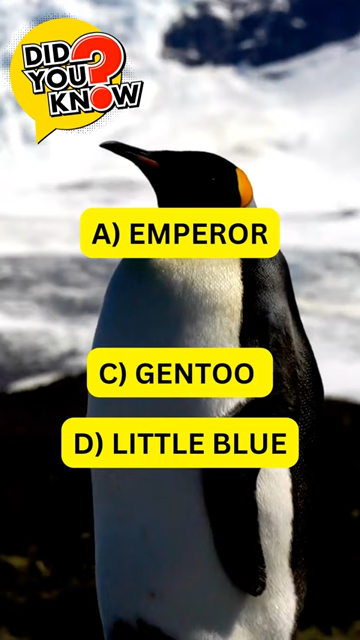 DID
YOU
KNOW
?
A) EMPEROR
C) GENTOO
D) LITTLE BLUE